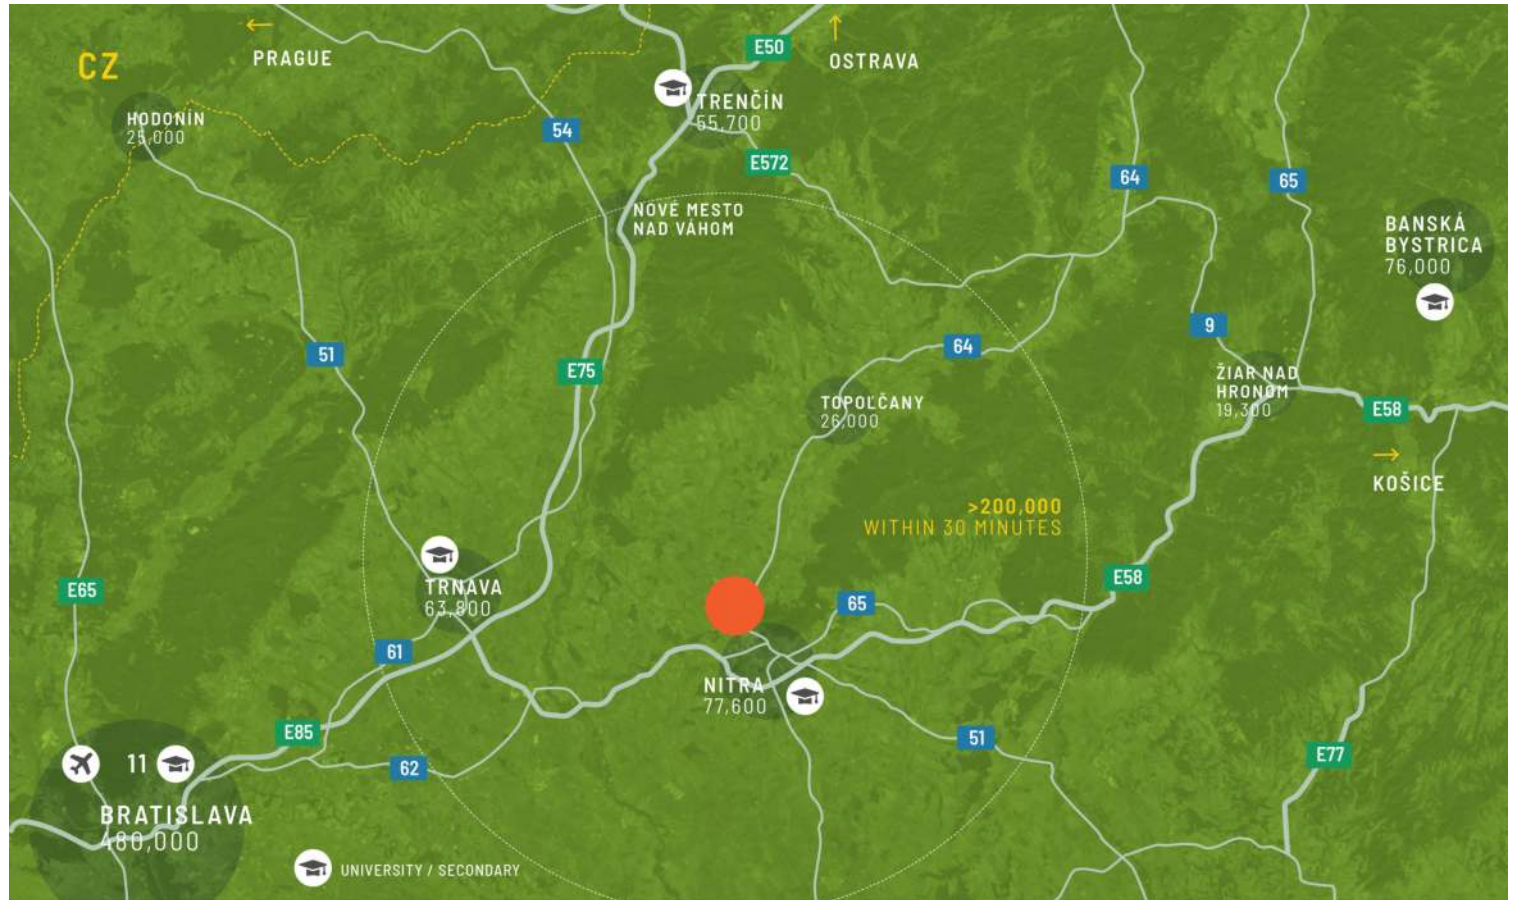 CZ
PRAGUE
E50
OSTRAVA
TRENČÍN
55,700
HODONÍN
25,000
54
E572
64
65
NOVÉ MESTO
NAD VÁHOM
BANSKÁ
BYSTRICA
76,000
9
51
64
E75
ŽIAR NAD
HRONOM
19,300
TOPOĽČANY
26,000
E58
KOŠICE
>200,000
WITHIN 30 MINUTES
E58
E65
TRNAVA
63,800
65
61
NITRA
77,600
E85
51
E77
11
62
BRATISLAVA
480,000
UNIVERSITY / SECONDARY